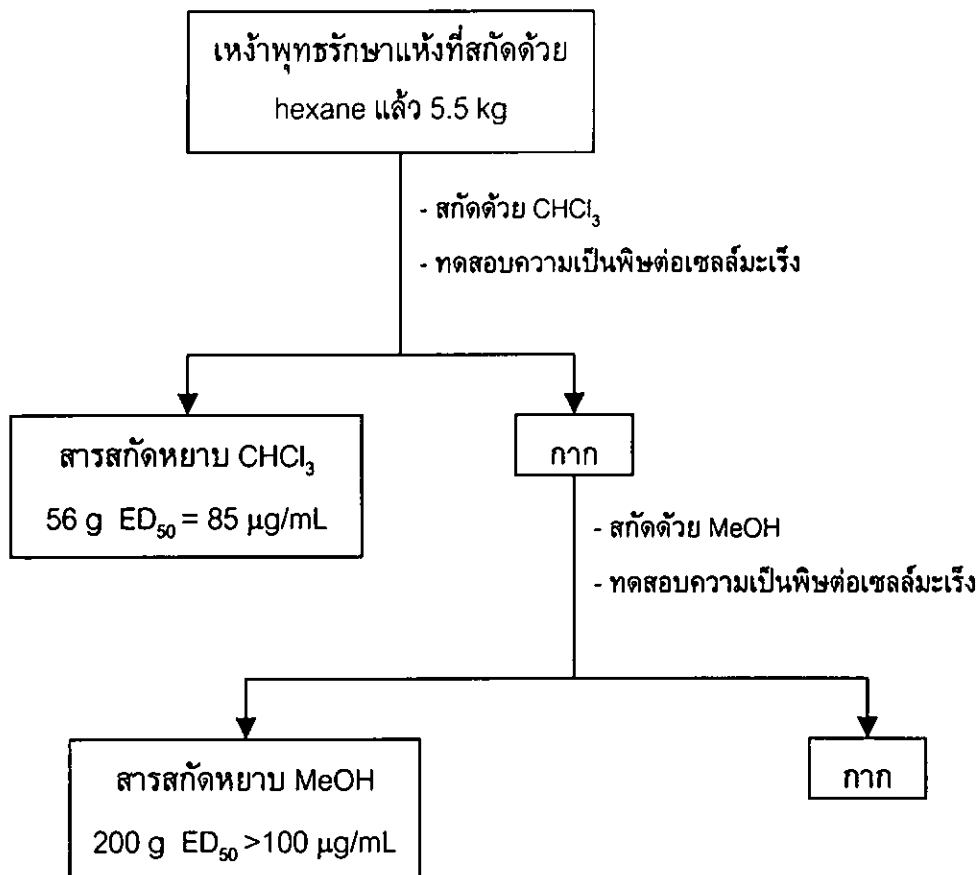 เหง้าพุทธรักษาแห้งที่สกัดด้วย
hexane แล้ว 5.5 kg
- สกัดด้วย CHCl₃
- ทดสอบความเป็นพิษต่อเซลล์มะเร็ง
สารสกัดหยาบ CHCl₃
56 g ED₅₀ = 85 μg/mL
กาก
- สกัดด้วย MeOH
- ทดสอบความเป็นพิษต่อเซลล์มะเร็ง
สารสกัดหยาบ MeOH
200 g ED₅₀ >100 μg/mL
กาก